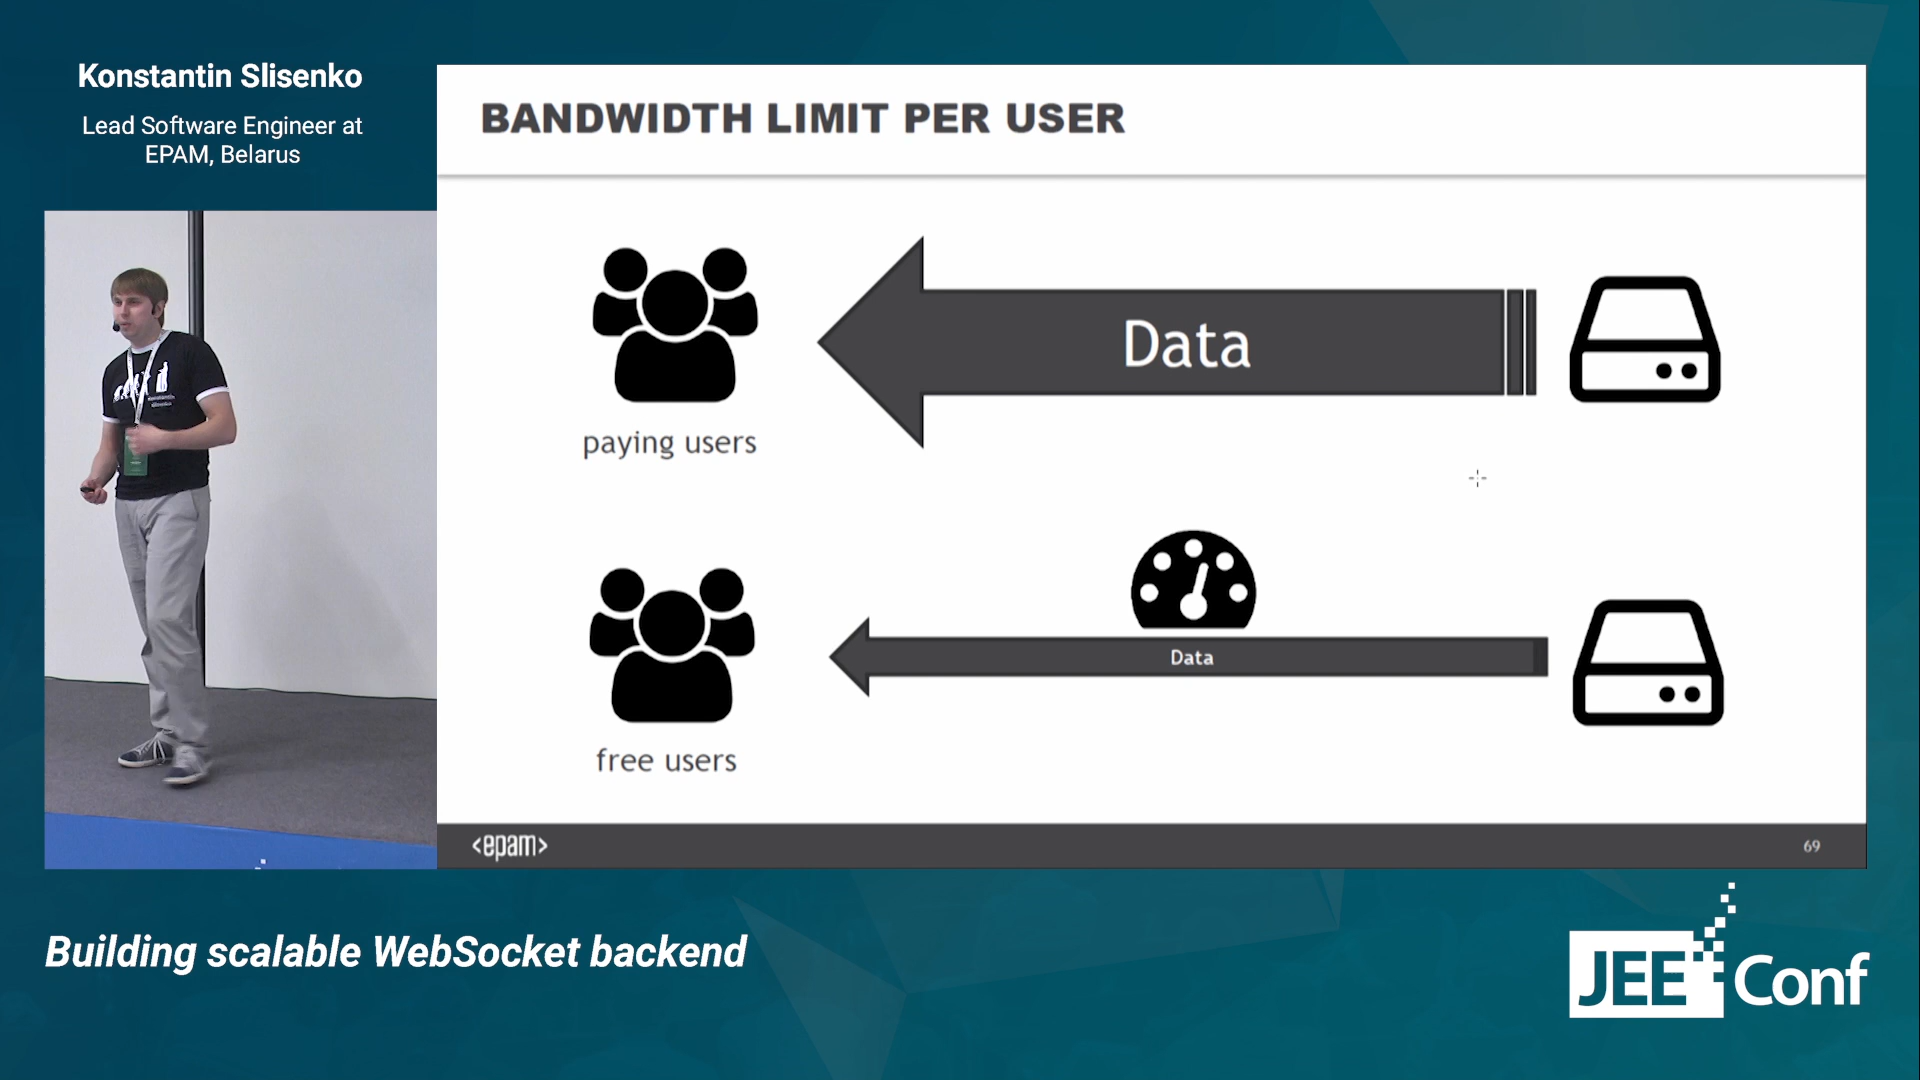 Konstantin Slisenko
Lead Software Engineer at
EPAM, Belarus
BANDWIDTH LIMIT PER USER
Data
paying users
Data
free users
<epam>
69
Building scalable WebSocket backend
JEE Conf